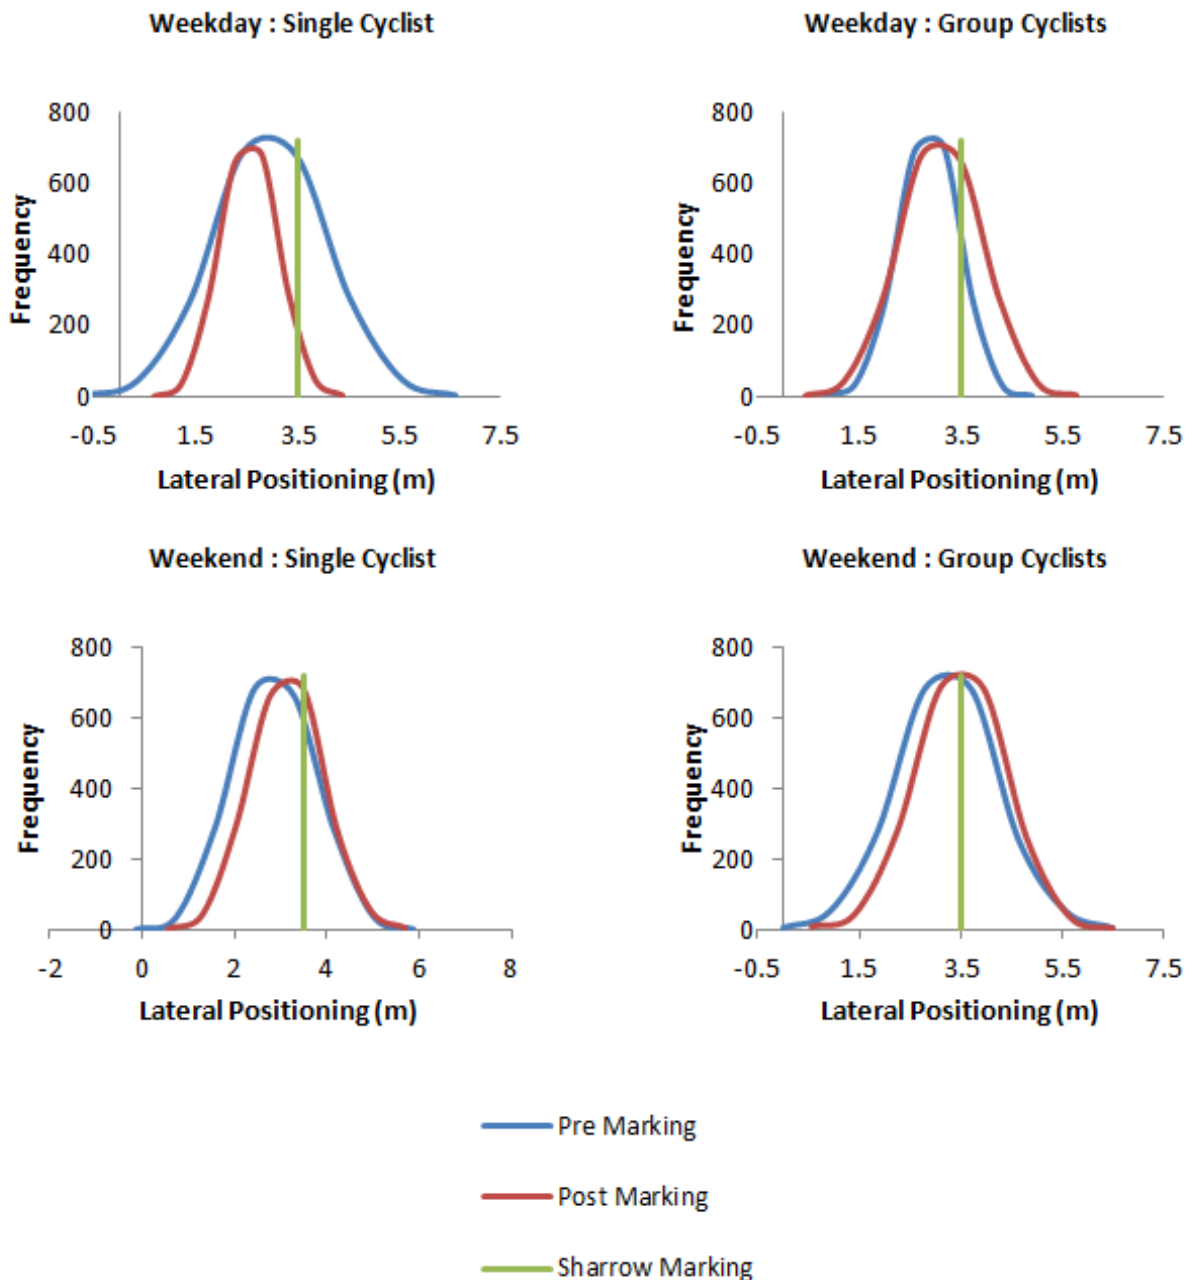 Weekday : Single Cyclist
800
600
400
200
0
Frequency
-0.5 1.5 3.5 5.5 7.5
Lateral Positioning (m)
Weekday : Group Cyclists
800
600
400
200
0
Frequency
-0.5 1.5 3.5 5.5 7.5
Lateral Positioning (m)
Weekend : Single Cyclist
800
600
400
200
0
Frequency
-2 0 2 4 6 8
Lateral Positioning (m)
Weekend : Group Cyclists
800
600
400
200
0
Frequency
-0.5 1.5 3.5 5.5 7.5
Lateral Positioning (m)
Pre Marking
Post Marking
Sharrow Marking